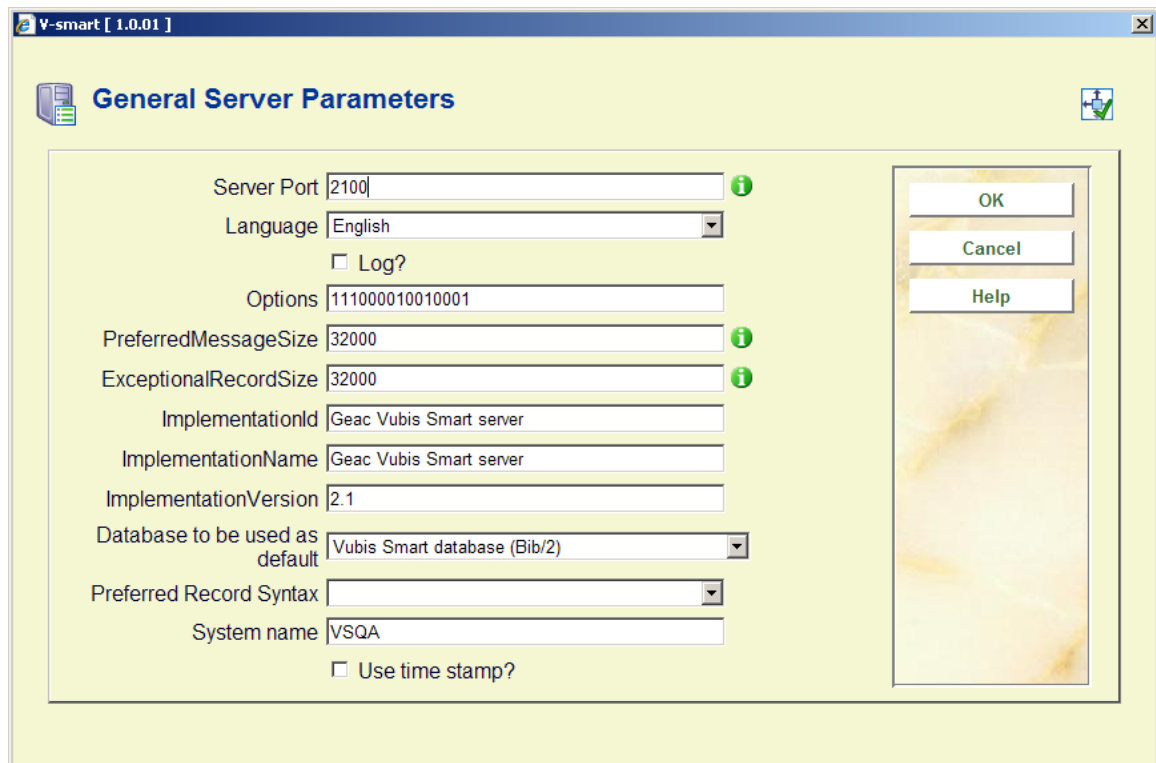 V-smart [ 1.0.01 ]
General Server Parameters
Server Port 2100
Language English
Log?
Options 111000010010001
PreferredMessageSize 32000
ExceptionalRecordSize 32000
ImplementationId Geac Vubis Smart server
ImplementationName Geac Vubis Smart server
ImplementationVersion 2.1
Database to be used as
default Vubis Smart database (Bib/2)
Preferred Record Syntax
System name VSQA
Use time stamp?
OK
Cancel
Help